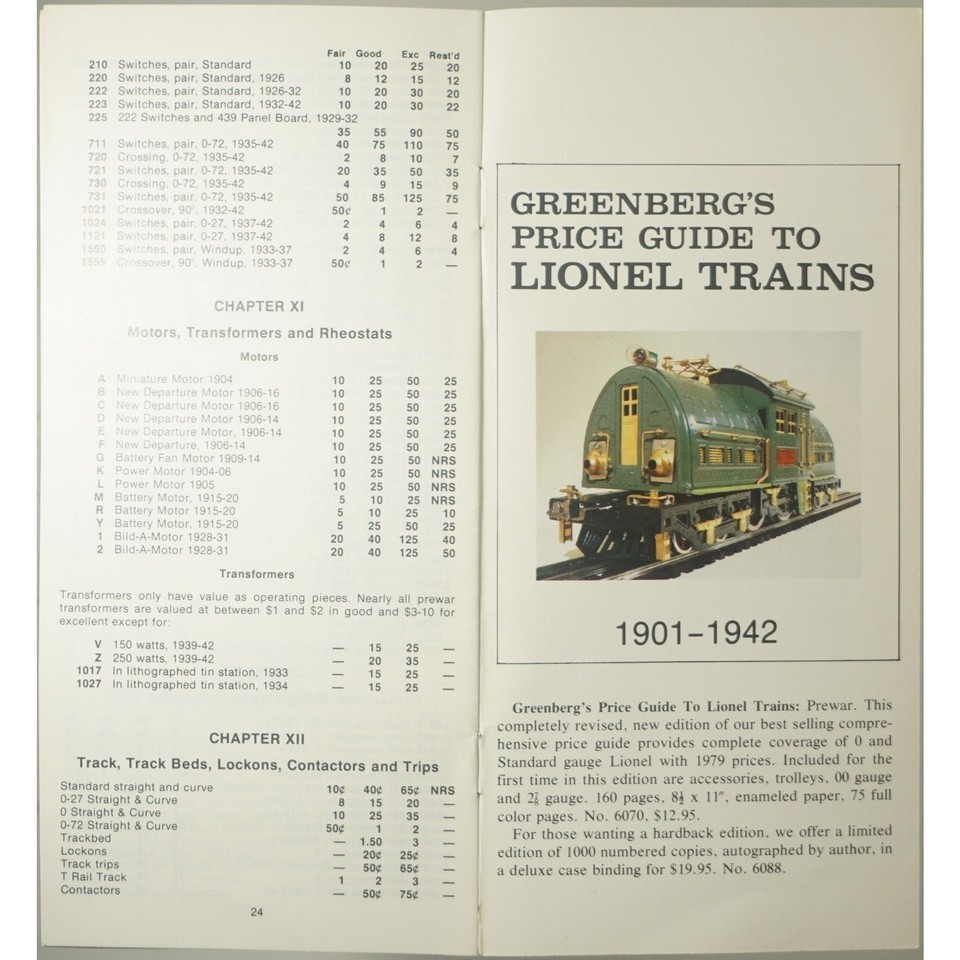 Fair Good Exc Rest'd
210 Switches, pair, Standard 10 20 25 20
220 Switches, pair, Standard, 1926 8 12 15 12
222 Switches, pair, Standard, 1926-32 10 20 30 20
223 Switches, pair, Standard, 1932-42 10 20 30 22
225 222 Switches and 439 Panel Board, 1929-32
35 55 90 50
711 Switches, pair, 0-72, 1935-42 40 75 110 75
720 Crossing, 0-72, 1935-42 2 8 10 7
721 Switches, pair, 0-72, 1935-42 20 35 50 35
730 Crossing, 0-72, 1935-42 4 9 15 9
731 Switches, pair, 0-72, 1935-42 50 85 125 75
1021 Crossover, 90°, 1932-42 50¢ 1 2 —
1024 Switches, pair, 0-27, 1937-42 2 4 6 4
1121 Switches, pair, 0-27, 1937-42 4 8 12 8
1550 Switches, pair, Windup, 1933-37 2 4 6 4
1555 Crossover, 90°, Windup, 1933-37 50¢ 1 2 —
CHAPTER XI
Motors, Transformers and Rheostats
Motors
A Miniature Motor 1904 10 25 50 25
B New Departure Motor 1906-16 10 25 50 25
C New Departure Motor 1906-16 10 25 50 25
D New Departure Motor 1906-14 10 25 50 25
E New Departure Motor, 1906-14 10 25 50 25
F New Departure, 1906-14 10 25 50 25
G Battery Fan Motor 1909-14 10 25 50 NRS
K Power Motor 1904-06 10 25 50 NRS
L Power Motor 1905 10 25 50 NRS
M Battery Motor, 1915-20 5 10 25 NRS
R Battery Motor 1915-20 5 10 25 10
Y Battery Motor, 1915-20 5 25 50 25
1 Bild-A-Motor 1928-31 20 40 125 40
2 Bild-A-Motor 1928-31 20 40 125 50
Transformers
Transformers only have value as operating pieces. Nearly all prewar
transformers are valued at between $1 and $2 in good and $3-10 for
excellent except for:
V 150 watts, 1939-42 — 15 25 —
Z 250 watts, 1939-42 — 20 35 —
1017 In lithographed tin station, 1933 — 15 25 —
1027 In lithographed tin station, 1934 — 15 25 —
CHAPTER XII
Track, Track Beds, Lockons, Contactors and Trips
Standard straight and curve 10¢ 40¢ 65¢ NRS
0-27 Straight & Curve 8 15 20 —
0 Straight & Curve 10 25 35 —
0-72 Straight & Curve 50¢ 1 2 —
Trackbed — 1.50 3 —
Lockons — 20¢ 25¢ —
Track trips — 50¢ 65¢ —
T Rail Track 1 2 3 —
Contactors — 50¢ 75¢ —
24
GREENBERG'S
PRICE GUIDE TO
LIONEL TRAINS
1901-1942
Greenberg's Price Guide To Lionel Trains: Prewar. This
completely revised, new edition of our best selling compre-
hensive price guide provides complete coverage of 0 and
Standard gauge Lionel with 1979 prices. Included for the
first time in this edition are accessories, trolleys, 00 gauge
and 2⅞ gauge. 160 pages, 8½ x 11", enameled paper, 75 full
color pages. No. 6070, $12.95.
For those wanting a hardback edition, we offer a limited
edition of 1000 numbered copies, autographed by author, in
a deluxe case binding for $19.95. No. 6088.